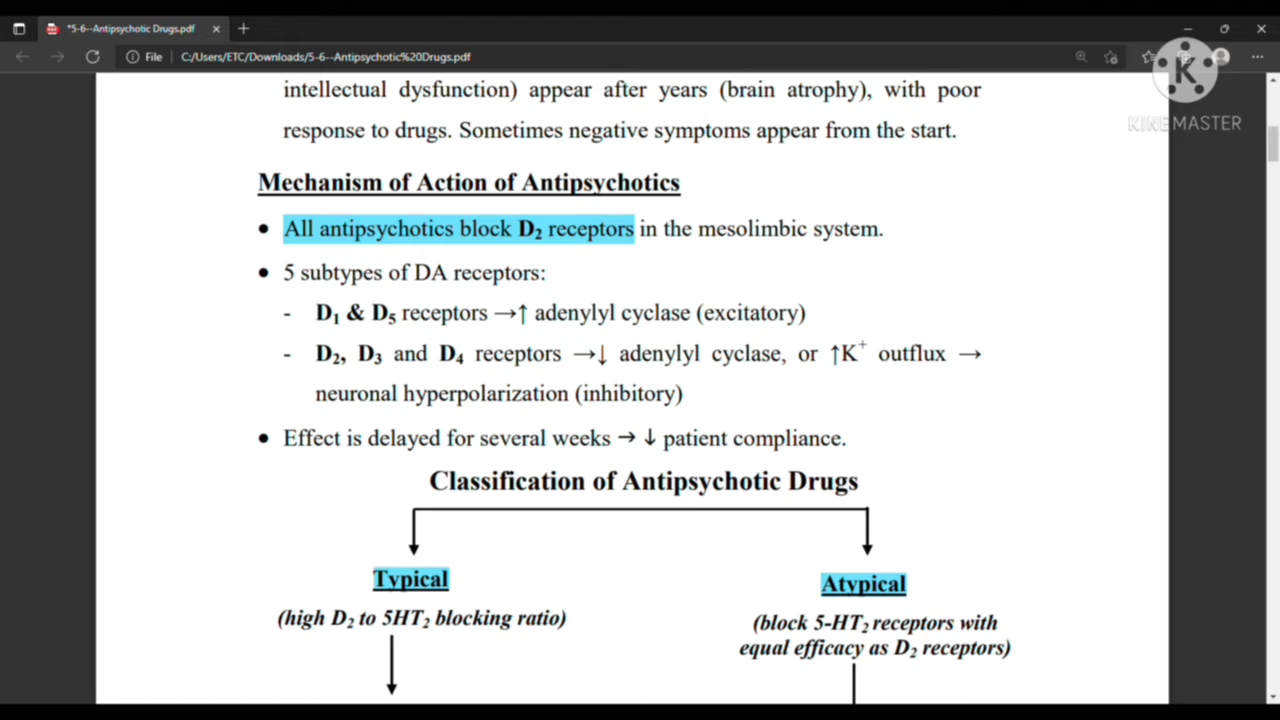 *5-6--Antipsychotic Drugs.pdf
File
C:/Users/ETC/Downloads/5-6--Antipsychotic%20Drugs.pdf
K
KINEMASTER
intellectual dysfunction) appear after years (brain atrophy), with poor
response to drugs. Sometimes negative symptoms appear from the start.
Mechanism of Action of Antipsychotics
• All antipsychotics block D₂ receptors in the mesolimbic system.
• 5 subtypes of DA receptors:
- D₁ & D₅ receptors →↑ adenylyl cyclase (excitatory)
- D₂, D₃ and D₄ receptors →↓ adenylyl cyclase, or ↑K⁺ outflux →
neuronal hyperpolarization (inhibitory)
• Effect is delayed for several weeks → ↓ patient compliance.
Classification of Antipsychotic Drugs
Typical
(high D₂ to 5HT₂ blocking ratio)
Atypical
(block 5-HT₂ receptors with
equal efficacy as D₂ receptors)